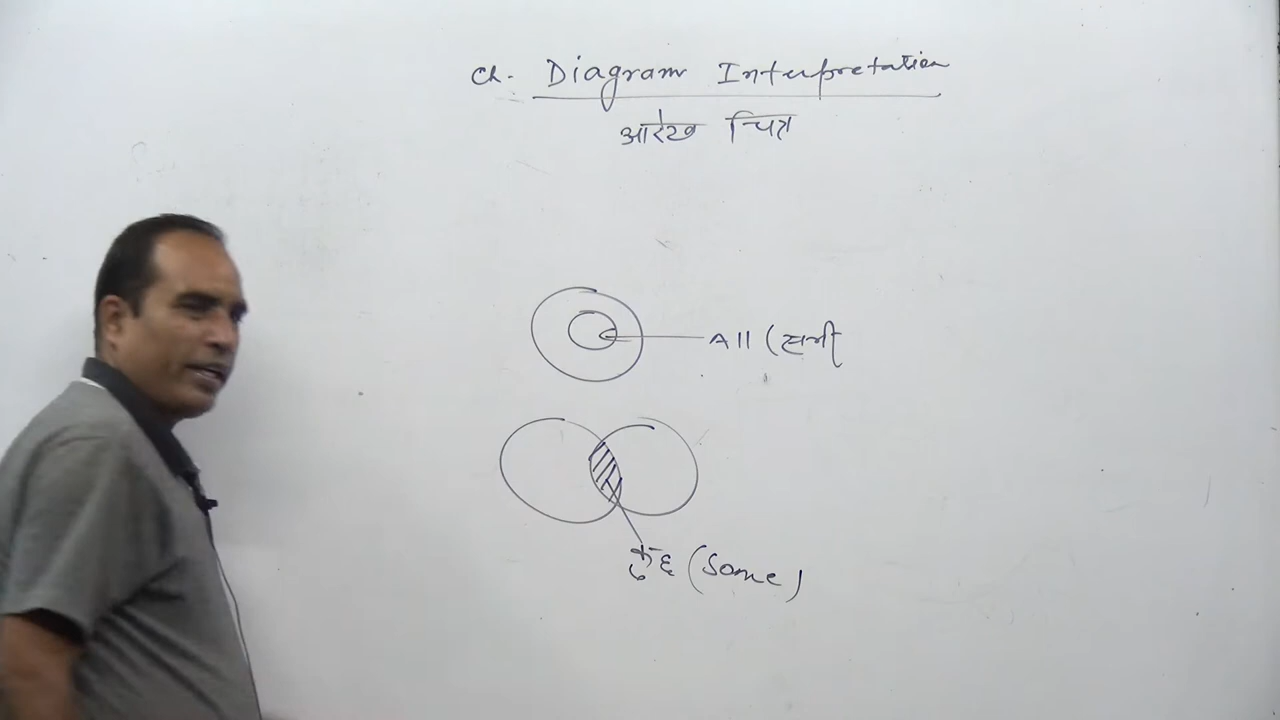 Ch. Diagram Interpretation
आरेख चित्र
All (सभी
कुछ (Some)